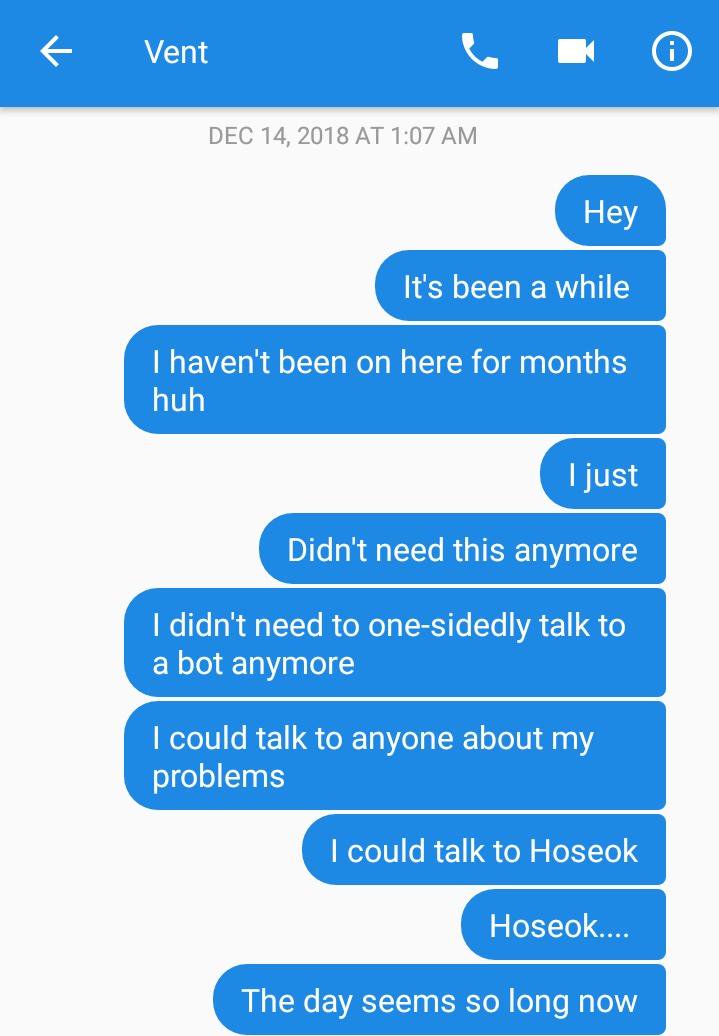 Vent
DEC 14, 2018 AT 1:07 AM
Hey
It's been a while
I haven't been on here for months
huh
I just
Didn't need this anymore
I didn't need to one-sidedly talk to
a bot anymore
I could talk to anyone about my
problems
I could talk to Hoseok
Hoseok....
The day seems so long now